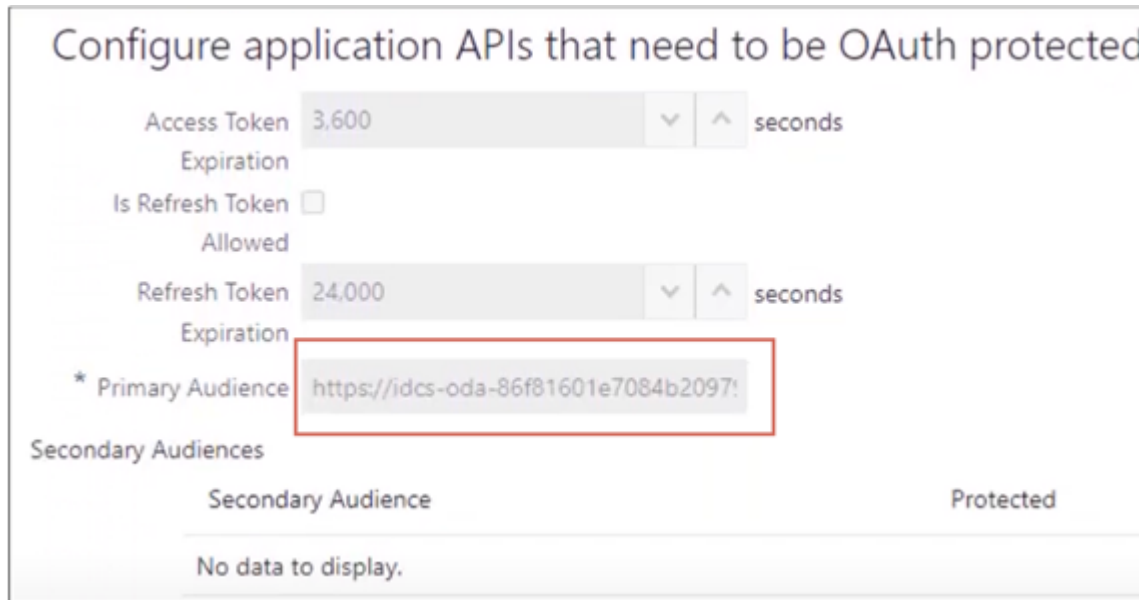 Configure application APIs that need to be OAuth protected
Access Token 3,600 seconds
Expiration
Is Refresh Token
Allowed
Refresh Token 24,000 seconds
Expiration
* Primary Audience https://idcs-oda-86f81601e7084b2097
Secondary Audiences
Secondary Audience Protected
No data to display.